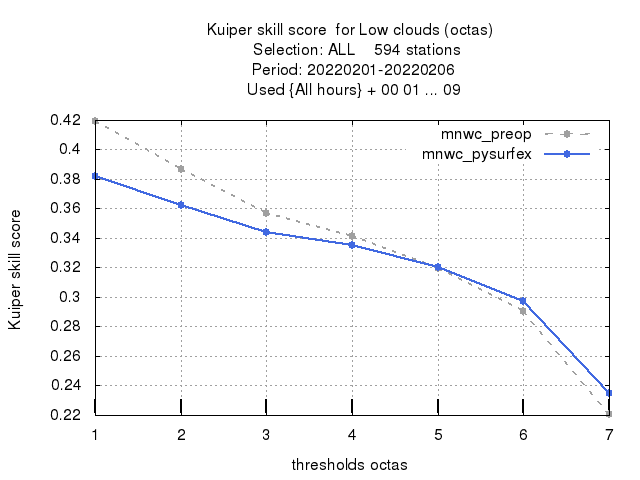 Kuiper skill score  for Low clouds (octas)
Selection: ALL    594 stations
Period: 20220201-20220206
Used {All hours} + 00 01 ... 09
mnwc_preop
mnwc_pysurfex
Kuiper skill score
0.42
0.4
0.38
0.36
0.34
0.32
0.3
0.28
0.26
0.24
0.22
1 2 3 4 5 6 7
thresholds octas